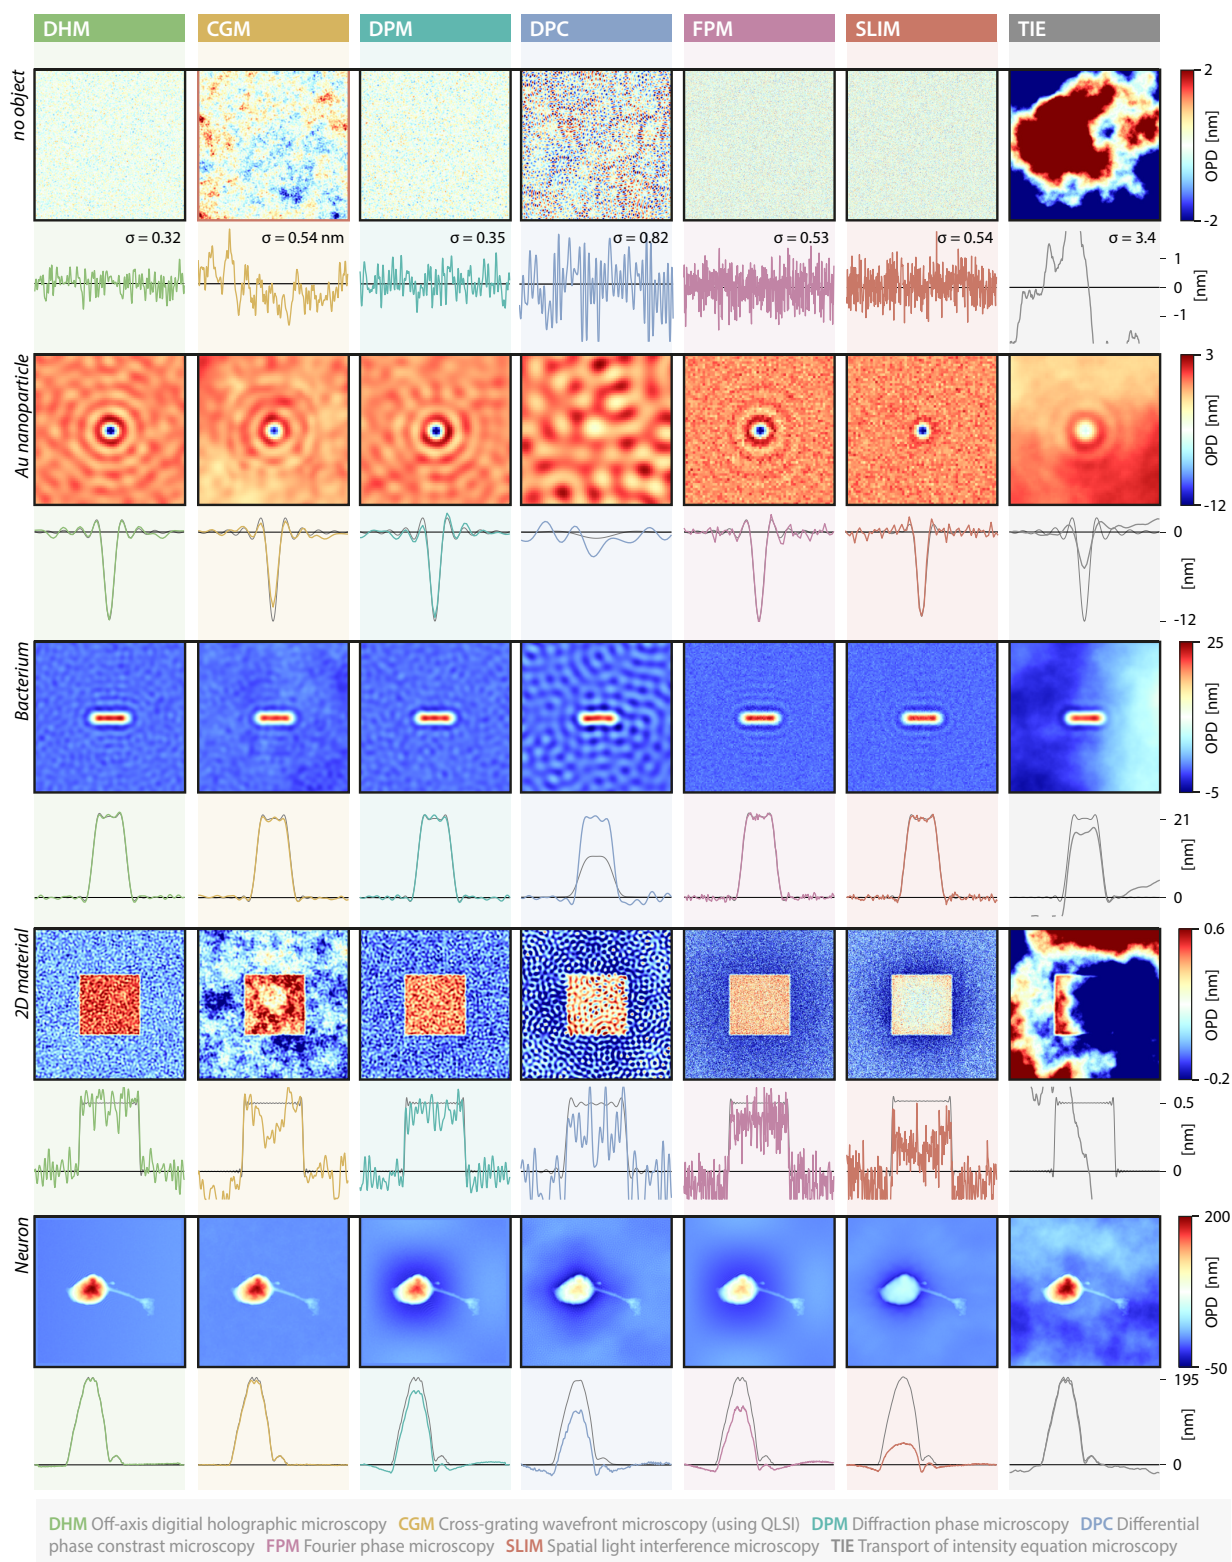 DHM CGM DPM DPC FPM SLIM TIE
no object
2
OPD [nm]
-2
σ = 0.32 σ = 0.54 nm σ = 0.35 σ = 0.82 σ = 0.53 σ = 0.54 σ = 3.4
1
0
-1
[nm]
Au nanoparticle
3
OPD [nm]
-12
0
[nm]
-12
Bacterium
25
OPD [nm]
-5
21
[nm]
0
2D material
0.6
OPD [nm]
-0.2
0.5
[nm]
0
Neuron
200
OPD [nm]
-50
195
[nm]
0
DHM Off-axis digitial holographic microscopy CGM Cross-grating wavefront microscopy (using QLSI) DPM Diffraction phase microscopy DPC Differential
phase constrast microscopy FPM Fourier phase microscopy SLIM Spatial light interference microscopy TIE Transport of intensity equation microscopy